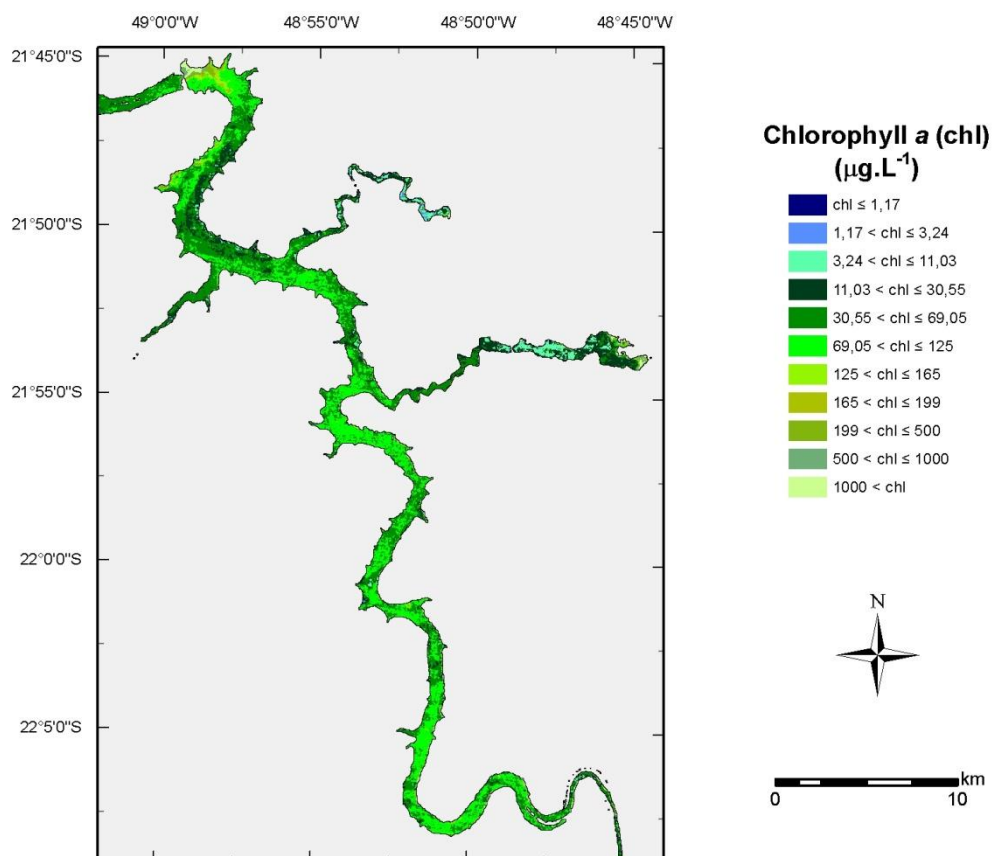 49°0'0"W 48°55'0"W 48°50'0"W 48°45'0"W
21°45'0"S
21°50'0"S
21°55'0"S
22°0'0"S
22°5'0"S
Chlorophyll a (chl)
(μg.L-1)
chl ≤ 1,17
1,17 < chl ≤ 3,24
3,24 < chl ≤ 11,03
11,03 < chl ≤ 30,55
30,55 < chl ≤ 69,05
69,05 < chl ≤ 125
125 < chl ≤ 165
165 < chl ≤ 199
199 < chl ≤ 500
500 < chl ≤ 1000
1000 < chl
N
km
0 10